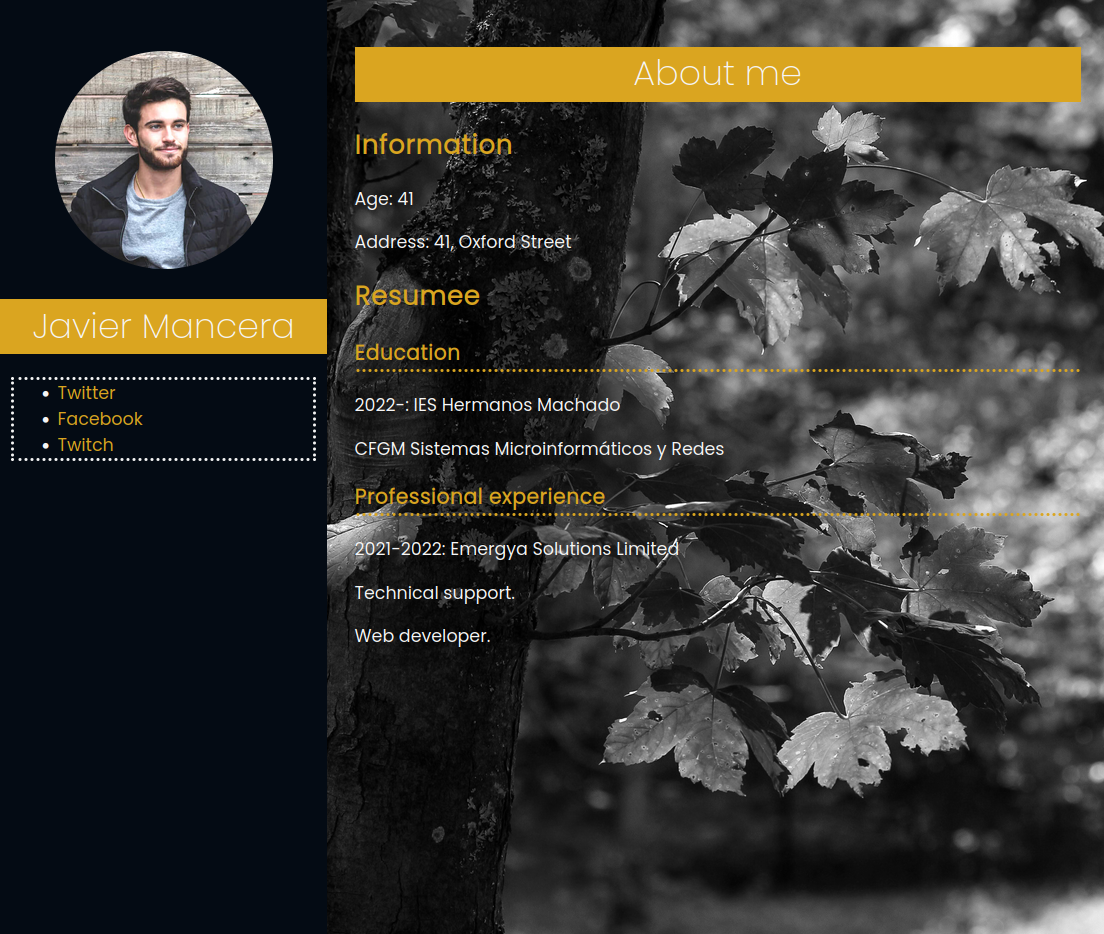 Javier Mancera
Twitter
Facebook
Twitch
About me
Information
Age: 41
Address: 41, Oxford Street
Resumee
Education
2022-: IES Hermanos Machado
CFGM Sistemas Microinformáticos y Redes
Professional experience
2021-2022: Emergya Solutions Limited
Technical support.
Web developer.